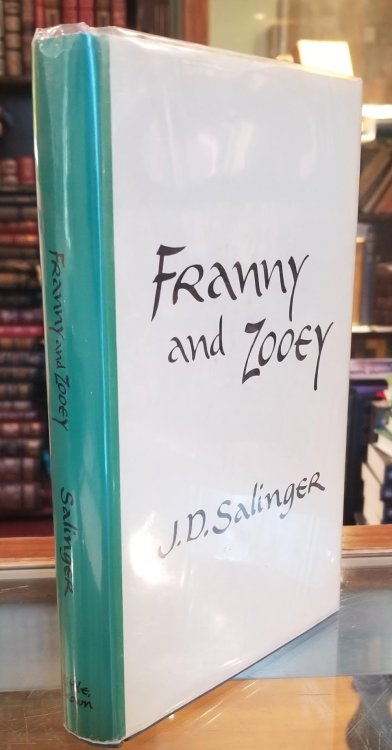 Franny
and Zooey
J.D. Salinger
Franny and Zooey
Salinger